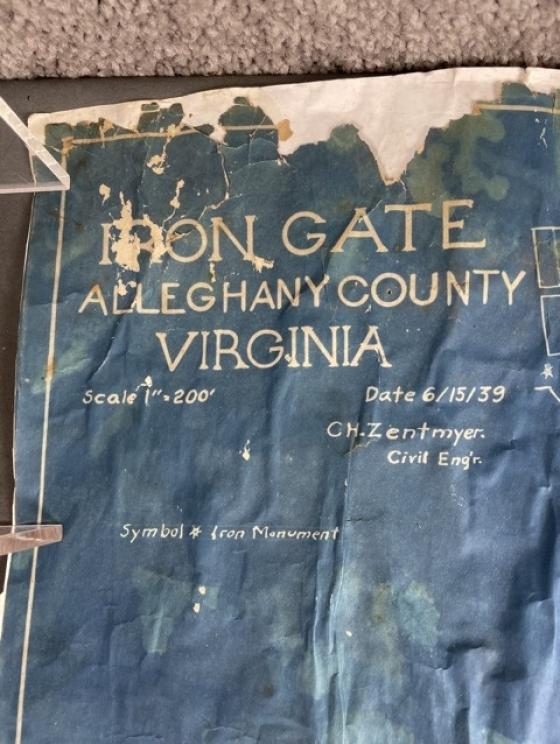 IRON GATE
ALLEGHANY COUNTY
VIRGINIA
Scale 1"=200'
Date 6/15/39
C.H. Zentmyer.
Civil Eng'r.
Symbol * Iron Monument